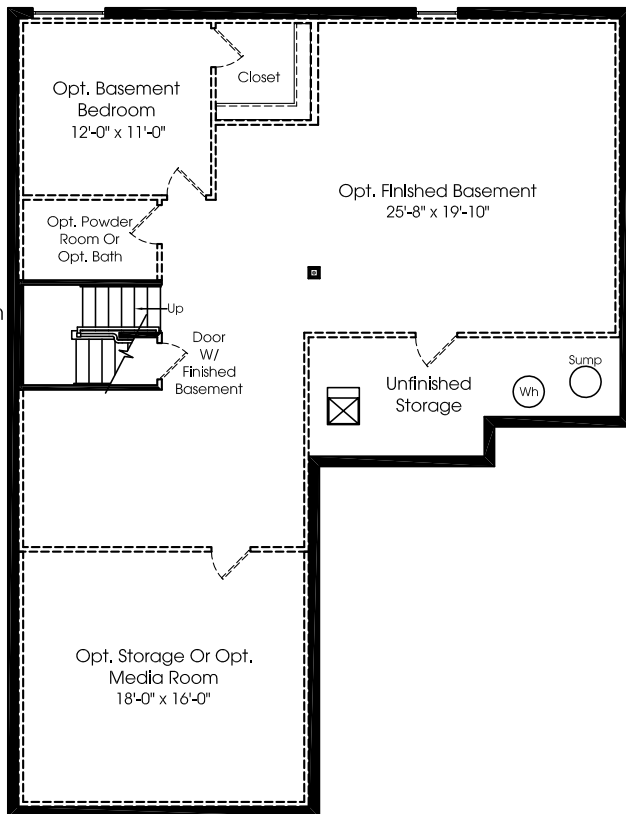 Opt. Basement
Bedroom
12'-0" x 11'-0"
Closet
Opt. Finished Basement
25'-8" x 19'-10"
Opt. Powder
Room Or
Opt. Bath
n
Up
Door
W/
Finished
Basement
Unfinished
Storage
Wh
Sump
Opt. Storage Or Opt.
Media Room
18'-0" x 16'-0"